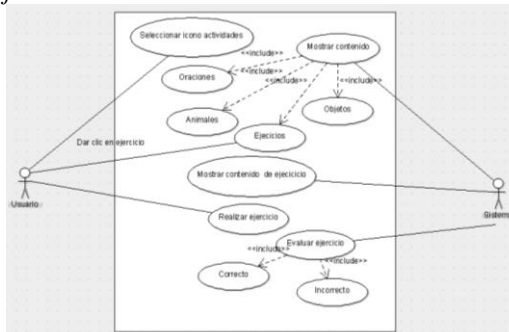 Seleccionar icono actividades
Mostrar contenido
<<include>>
<<include>>
<<include>>
Oraciones
Animales
Objetos
Ejecicios
Dar clic en ejercicio
Mostrar contenido de ejecicicio
Usuario
Sistema
Realizar ejercicio
Evaluar ejercicio
<<include>>
<<include>>
Correcto
Incorrecto